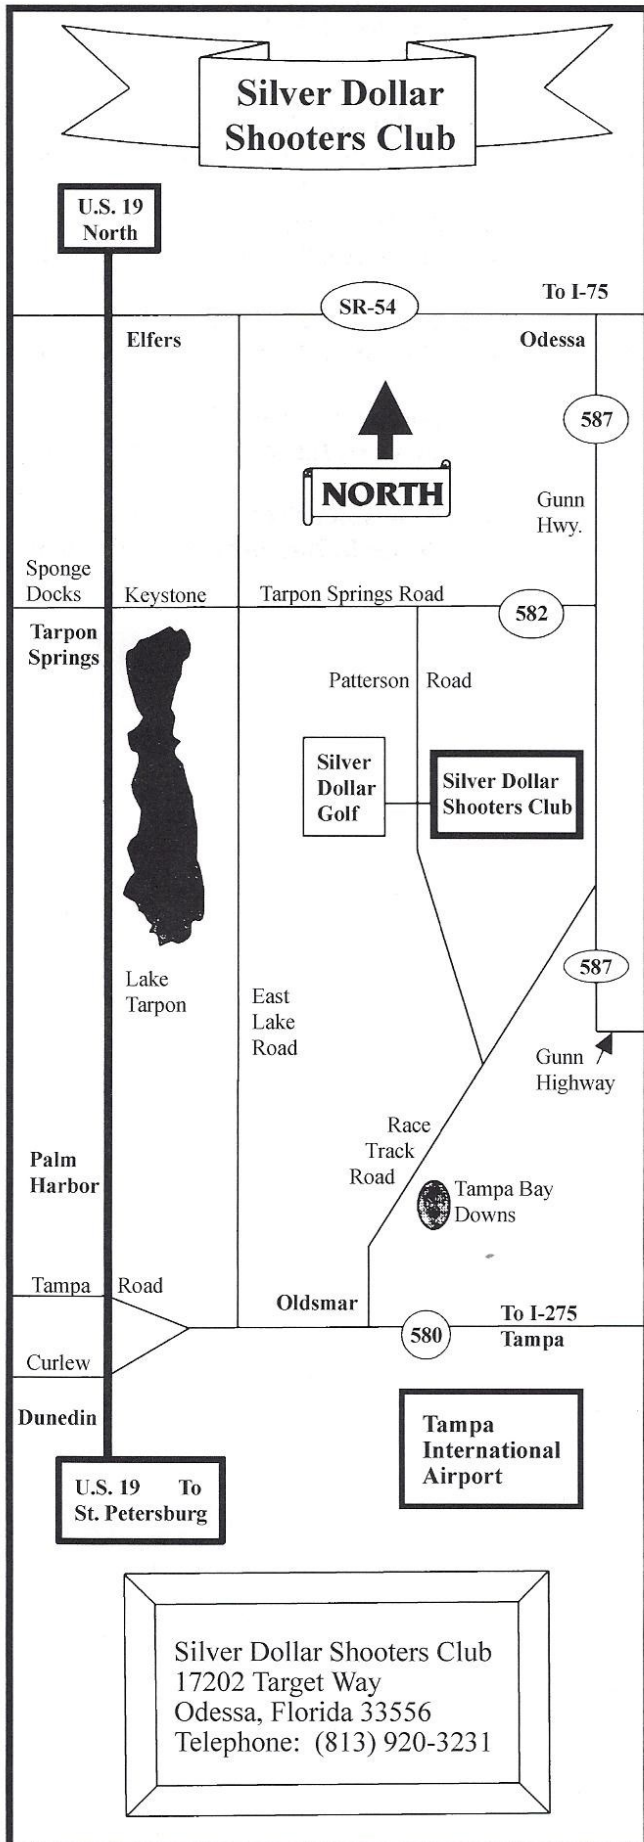 Silver Dollar
Shooters Club
U.S. 19
North
To I-75
SR-54
Elfers
Odessa
587
NORTH
Gunn
Hwy.
Sponge
Docks
Keystone
Tarpon Springs Road
582
Tarpon
Springs
Patterson Road
Silver
Dollar
Golf
Silver Dollar
Shooters Club
587
Lake
Tarpon
East
Lake
Road
Gunn
Highway
Race
Track
Road
Palm
Harbor
Tampa Bay
Downs
Tampa Road
Oldsmar
To I-275
580
Tampa
Curlew
Dunedin
Tampa
International
Airport
U.S. 19 To
St. Petersburg
Silver Dollar Shooters Club
17202 Target Way
Odessa, Florida 33556
Telephone: (813) 920-3231